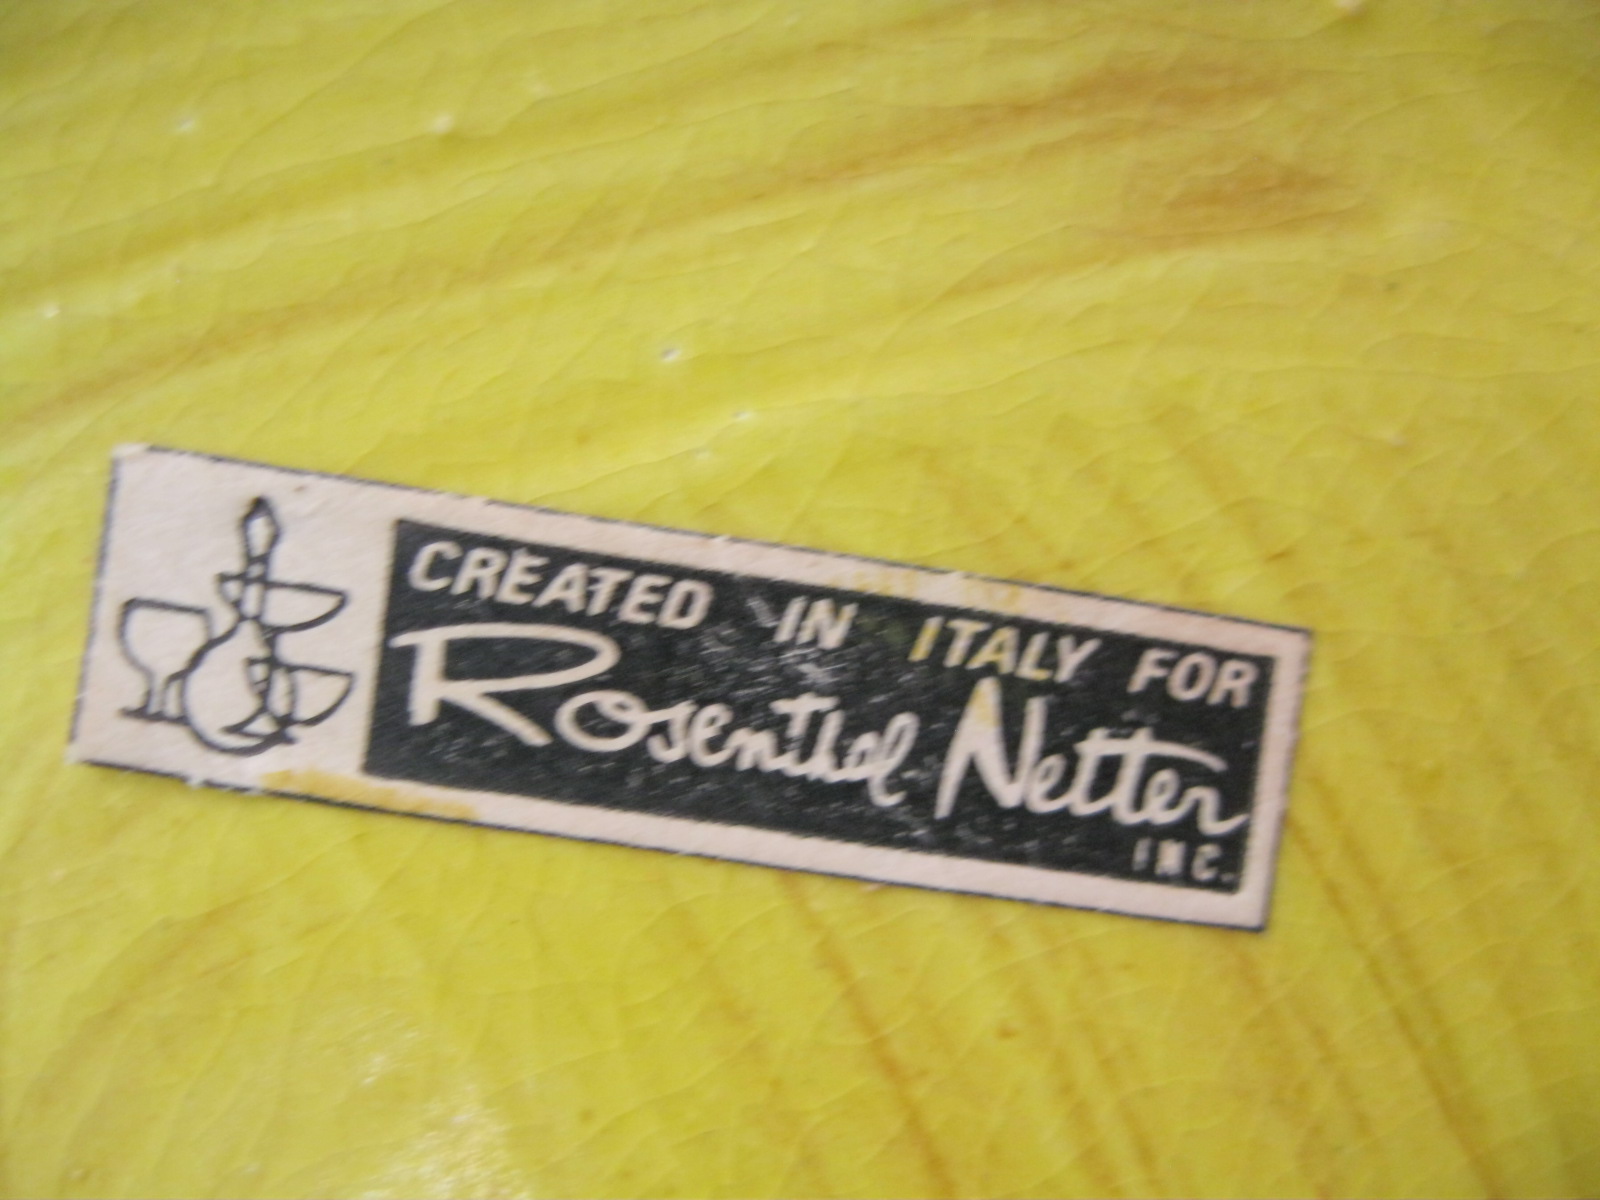 CREATED IN ITALY FOR
Rosenthal Netter
INC.